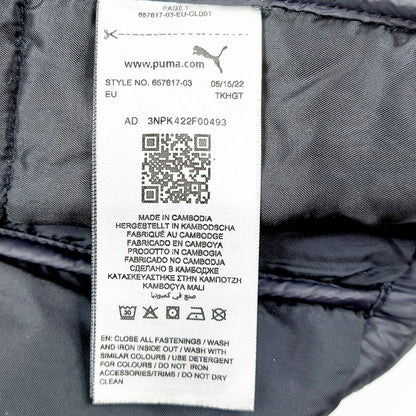 PAGE 1
657817-03-EU-CLD01
www.puma.com
STYLE NO. 657817-03 05/15/22
EU TKHGT
AD 3NPK422F00493
MADE IN CAMBODIA
HERGESTELLT IN KAMBODSCHA
FABRIQUÉ AU CAMBODGE
FABRICADO EN CAMBOYA
PRODOTTO IN CAMBOGIA
FABRICADO NO CAMBODJA
СДЕЛАНО В КАМБОДЖЕ
ΚΑΤΑΣΚΕΥΑΣΤΗΚΕ ΣΤΗΝ ΚΑΜΠΟΤΖΗ
KAMBOÇYA MALI
صنع في كمبوديا
30
EN: CLOSE ALL FASTENINGS / WASH
AND IRON INSIDE OUT / WASH WITH
SIMILAR COLOURS / USE DETERGENT
FOR COLOURS / DO NOT IRON
ACCESSORIES/TRIMS / DO NOT DRY
CLEAN